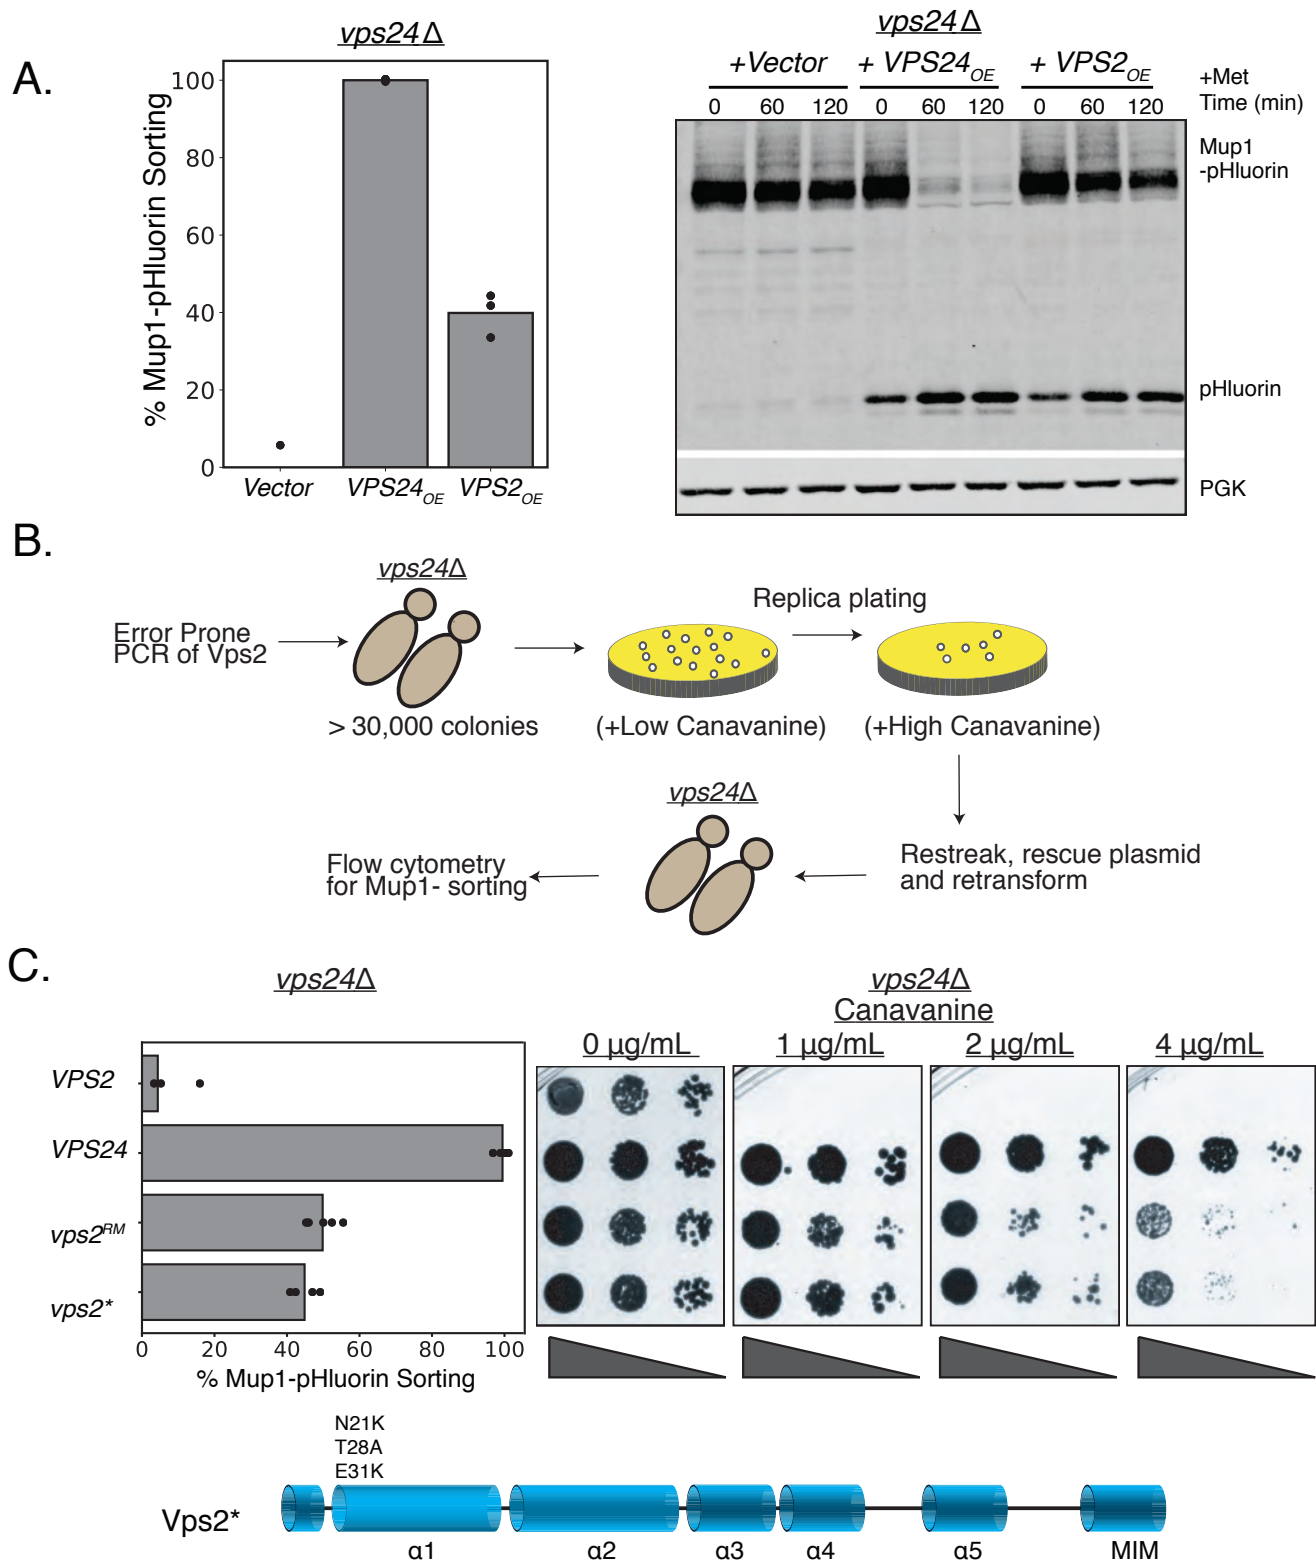 A.
vps24Δ
% Mup1-pHluorin Sorting
100
80
60
40
20
0
Vector
VPS24OE
VPS2OE
vps24Δ
+Vector
+ VPS24OE
+ VPS2OE
+Met
0 60 120 0 60 120 0 60 120
Time (min)
Mup1
-pHluorin
pHluorin
PGK
B.
vps24Δ
Error Prone
PCR of Vps2
> 30,000 colonies
Replica plating
(+Low Canavanine)
(+High Canavanine)
Restreak, rescue plasmid
and retransform
vps24Δ
Flow cytometry
for Mup1- sorting
C.
vps24Δ
VPS2
VPS24
vps2RM
vps2*
0 20 40 60 80 100
% Mup1-pHluorin Sorting
vps24Δ
Canavanine
0 µg/mL
1 µg/mL
2 µg/mL
4 µg/mL
N21K
T28A
E31K
Vps2*
α1 α2 α3 α4 α5 MIM